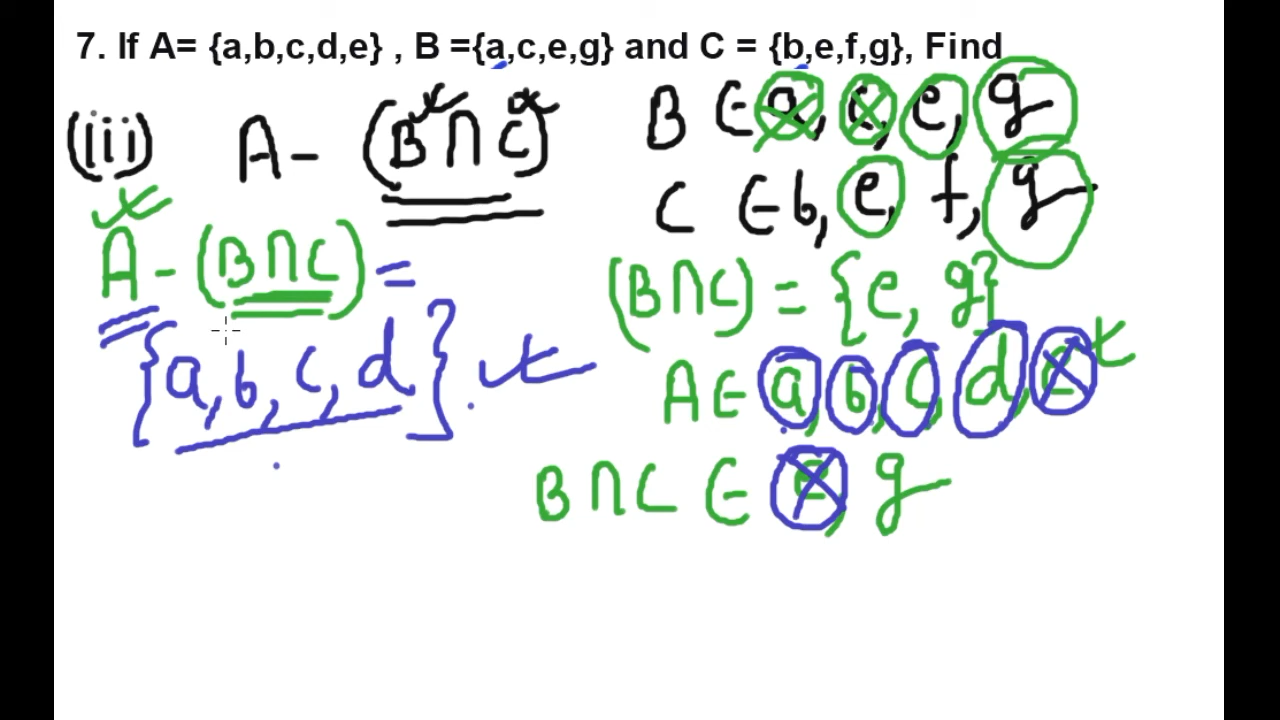 7. If A= {a,b,c,d,e} , B ={a,c,e,g} and C = {b,e,f,g}, Find
(iii) A - (B∩C)
B ∈ a, c, e, g
C ∈ b, e, f, g
A - (B∩C) =
{a, b, c, d}.
(B∩C) = {e, g}
A ∈ a, b, c, d, e
B∩C ∈ e, g